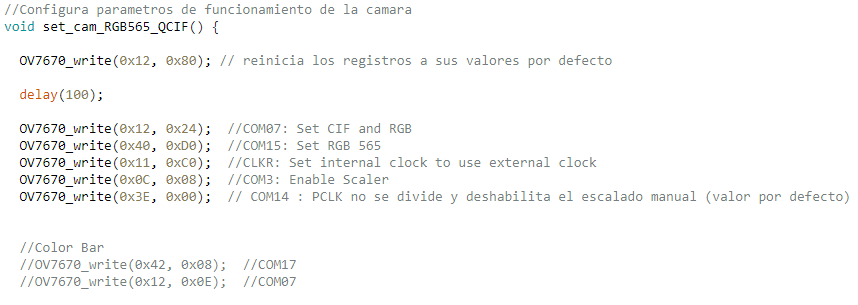 //Configura parametros de funcionamiento de la camara
void set_cam_RGB565_QCIF() {
OV7670_write(0x12, 0x80); // reinicia los registros a sus valores por defecto
delay(100);
OV7670_write(0x12, 0x24); //COM07: Set CIF and RGB
OV7670_write(0x40, 0xD0); //COM15: Set RGB 565
OV7670_write(0x11, 0xC0); //CLKR: Set internal clock to use external clock
OV7670_write(0x0C, 0x08); //COM3: Enable Scaler
OV7670_write(0x3E, 0x00); // COM14 : PCLK no se divide y deshabilita el escalado manual (valor por defecto)
//Color Bar
//OV7670_write(0x42, 0x08); //COM17
//OV7670_write(0x12, 0x0E); //COM07